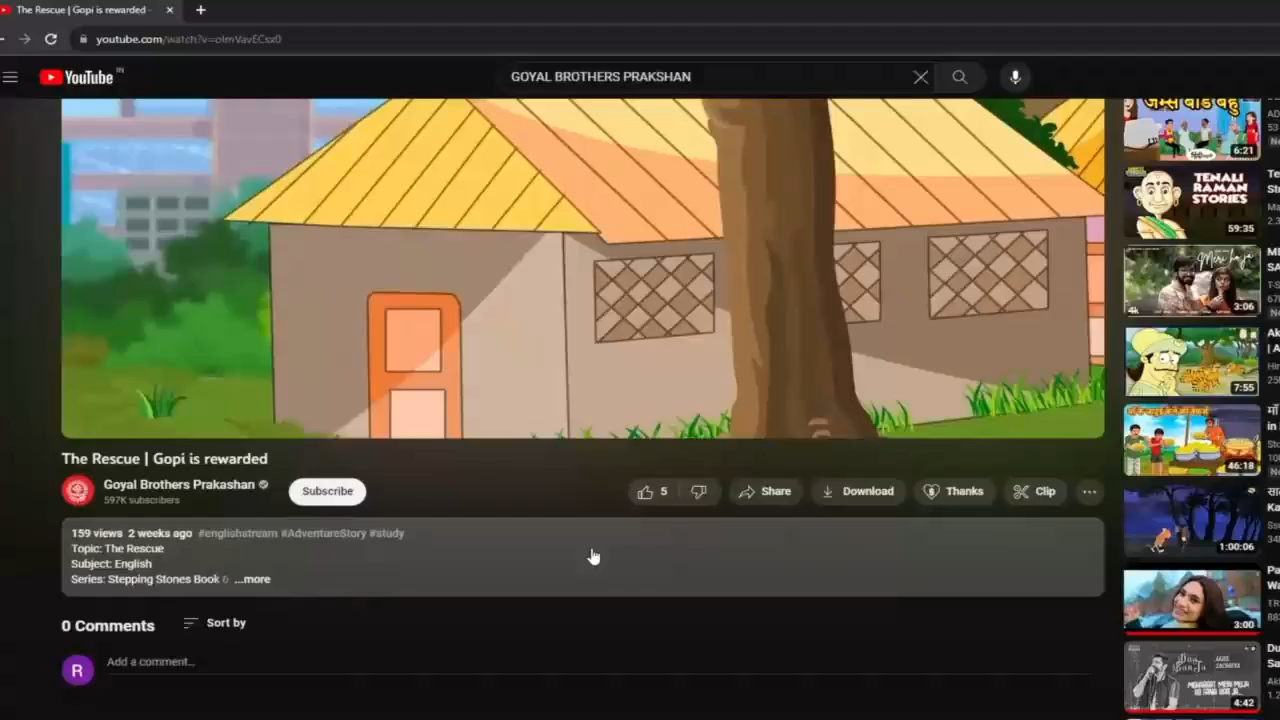 The Rescue | Gopi is rewarded
youtube.com/watch?v=olmVavECsx0
YouTube IN
GOYAL BROTHERS PRAKSHAN
6:21
TENALI
RAMAN
STORIES
59:35
3:06
4k
7:55
46:18
1:00:06
3:00
4:42
The Rescue | Gopi is rewarded
Goyal Brothers Prakashan
597K subscribers
Subscribe
5
Share
Download
Thanks
Clip
159 views 2 weeks ago #englishstream #AdventureStory #study
Topic: The Rescue
Subject: English
Series: Stepping Stones Book 6 ...more
0 Comments
Sort by
R
Add a comment...